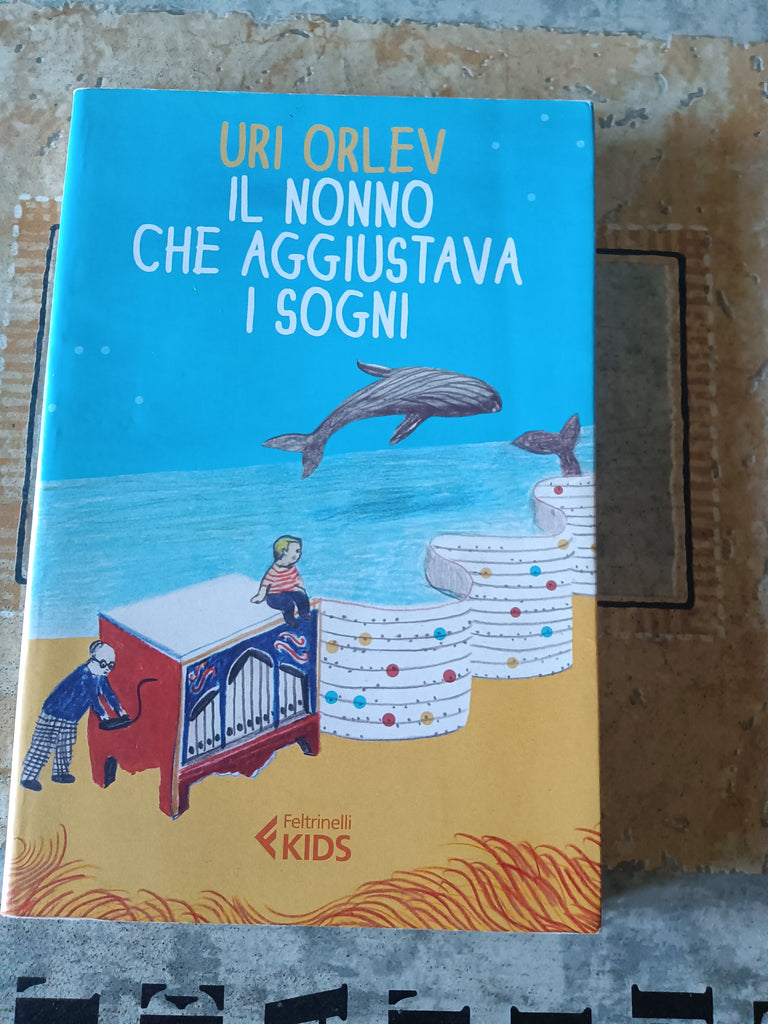 URI ORLEV
IL NONNO
CHE AGGIUSTAVA
I SOGNI
Feltrinelli
KIDS